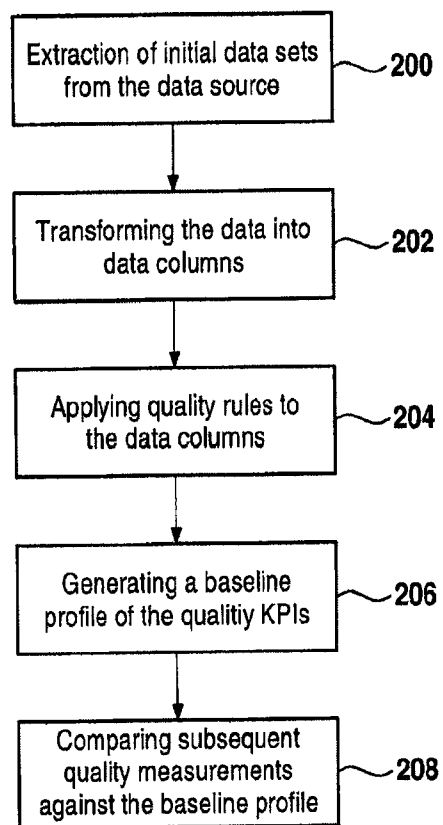 Extraction of initial data sets
from the data source
200
Transforming the data into
data columns
202
Applying quality rules to
the data columns
204
Generating a baseline
profile of the qualitiy KPIs
206
Comparing subsequent
quality measurements
against the baseline profile
208